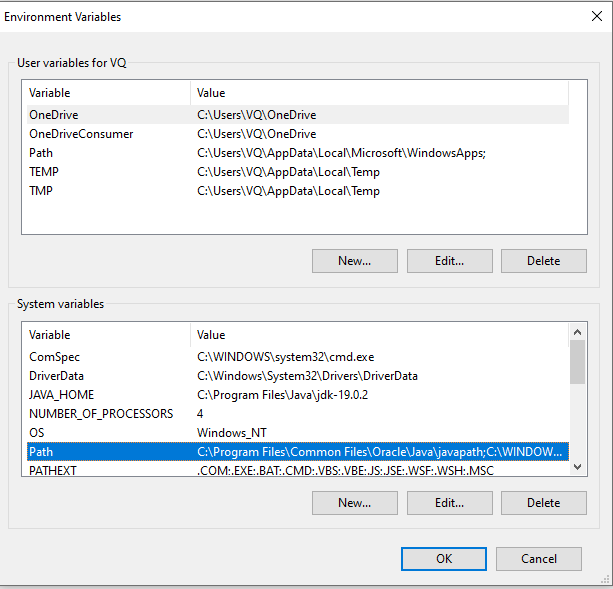 Environment Variables
User variables for VQ
Variable Value
OneDrive C:\Users\VQ\OneDrive
OneDriveConsumer C:\Users\VQ\OneDrive
Path C:\Users\VQ\AppData\Local\Microsoft\WindowsApps;
TEMP C:\Users\VQ\AppData\Local\Temp
TMP C:\Users\VQ\AppData\Local\Temp
New... Edit... Delete
System variables
Variable Value
ComSpec C:\WINDOWS\system32\cmd.exe
DriverData C:\Windows\System32\Drivers\DriverData
JAVA_HOME C:\Program Files\Java\jdk-19.0.2
NUMBER_OF_PROCESSORS 4
OS Windows_NT
Path C:\Program Files\Common Files\Oracle\Java\javapath;C:\WINDOW...
PATHEXT .COM;.EXE;.BAT;.CMD;.VBS;.VBE;.JS;.JSE;.WSF;.WSH;.MSC
New... Edit... Delete
OK Cancel